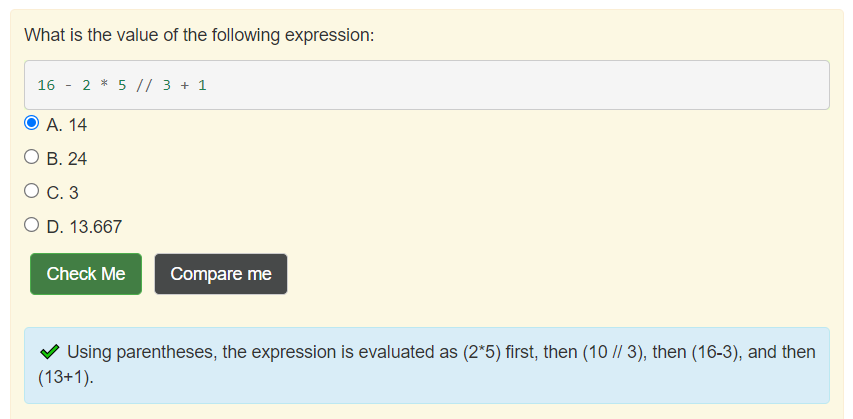 What is the value of the following expression:
16 - 2 * 5 // 3 + 1
A. 14
B. 24
C. 3
D. 13.667
Check Me Compare me
Using parentheses, the expression is evaluated as (2*5) first, then (10 // 3), then (16-3), and then
(13+1).